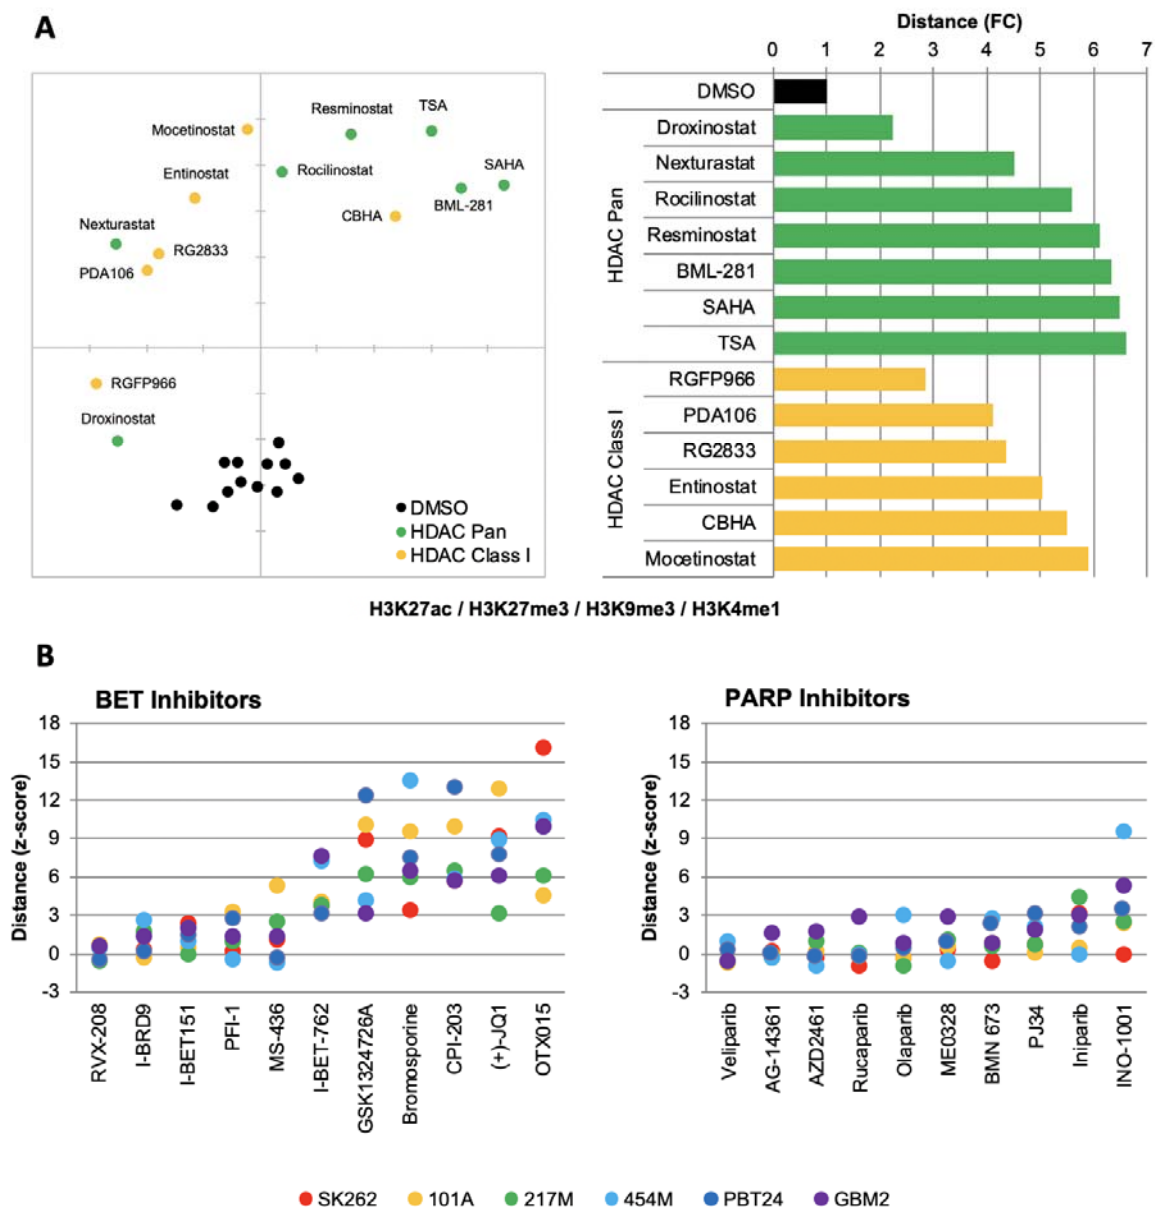 A
Mocetinostat
Resminostat
TSA
Entinostat
Rocilinostat
SAHA
CBHA
BML-281
Nexturastat
RG2833
PDA106
RGFP966
Droxinostat
DMSO
HDAC Pan
HDAC Class I
Distance (FC)
0 1 2 3 4 5 6 7
DMSO
HDAC Pan
Droxinostat
Nexturastat
Rocilinostat
Resminostat
BML-281
SAHA
TSA
HDAC Class I
RGFP966
PDA106
RG2833
Entinostat
CBHA
Mocetinostat
H3K27ac / H3K27me3 / H3K9me3 / H3K4me1
B
BET Inhibitors
Distance (z-score)
18
15
12
9
6
3
0
-3
RVX-208
I-BRD9
I-BET151
PFI-1
MS-436
I-BET-762
GSK1324726A
Bromosporine
CPI-203
(+)-JQ1
OTX015
PARP Inhibitors
Distance (z-score)
18
15
12
9
6
3
0
-3
Veliparib
AG-14361
AZD2461
Rucaparib
Olaparib
ME0328
BMN 673
PJ34
Iniparib
INO-1001
SK262 101A 217M 454M PBT24 GBM2